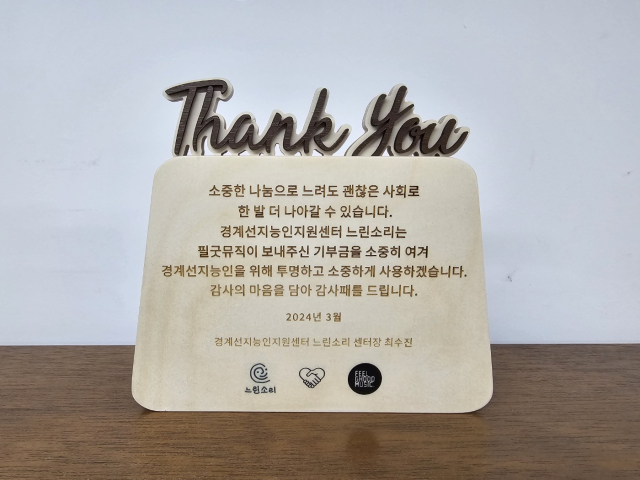 Thank You
소중한 나눔으로 느려도 괜찮은 사회로
한 발 더 나아갈 수 있습니다.
경계선지능인지원센터 느린소리는
필굿뮤직이 보내주신 기부금을 소중히 여겨
경계선지능인을 위해 투명하고 소중하게 사용하겠습니다.
감사의 마음을 담아 감사패를 드립니다.
2024년 3월
경계선지능인지원센터 느린소리 센터장 최수진
느린소리
FEEL
GHOOD
MUSIC